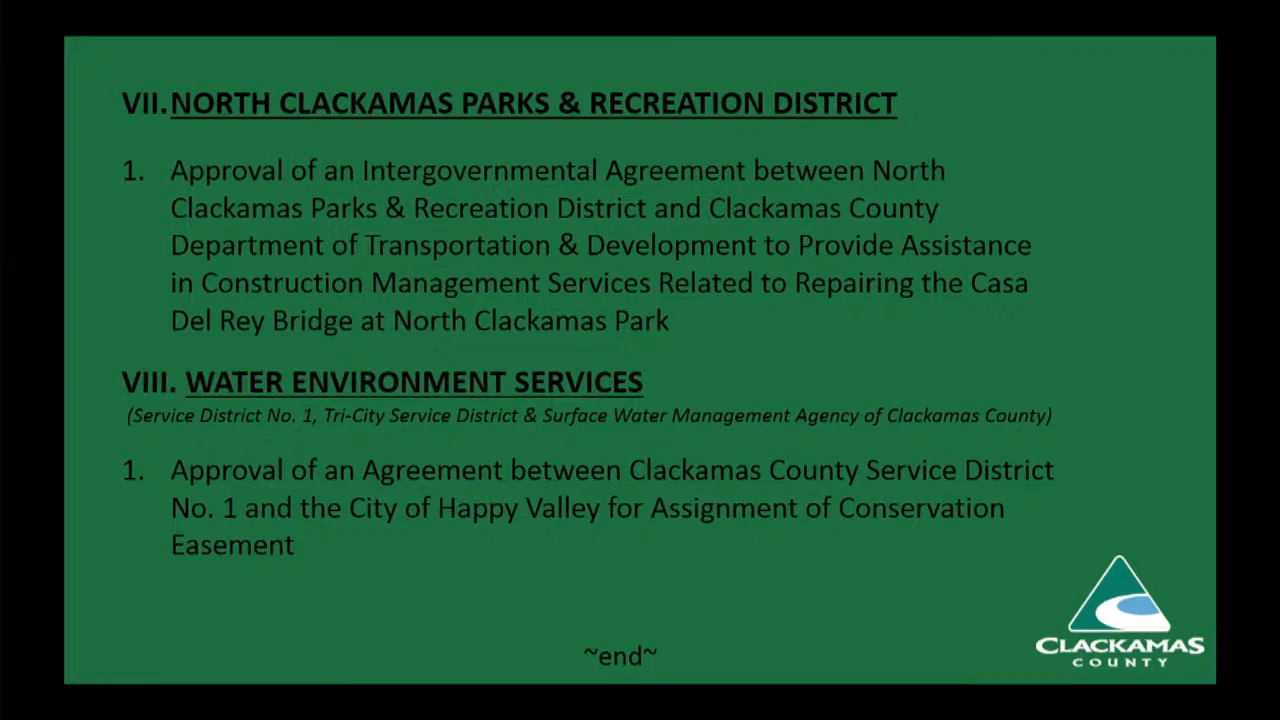 VII. NORTH CLACKAMAS PARKS & RECREATION DISTRICT
1. Approval of an Intergovernmental Agreement between North
Clackamas Parks & Recreation District and Clackamas County
Department of Transportation & Development to Provide Assistance
in Construction Management Services Related to Repairing the Casa
Del Rey Bridge at North Clackamas Park
VIII. WATER ENVIRONMENT SERVICES
(Service District No. 1, Tri-City Service District & Surface Water Management Agency of Clackamas County)
1. Approval of an Agreement between Clackamas County Service District
No. 1 and the City of Happy Valley for Assignment of Conservation
Easement
~end~
CLACKAMAS
COUNTY